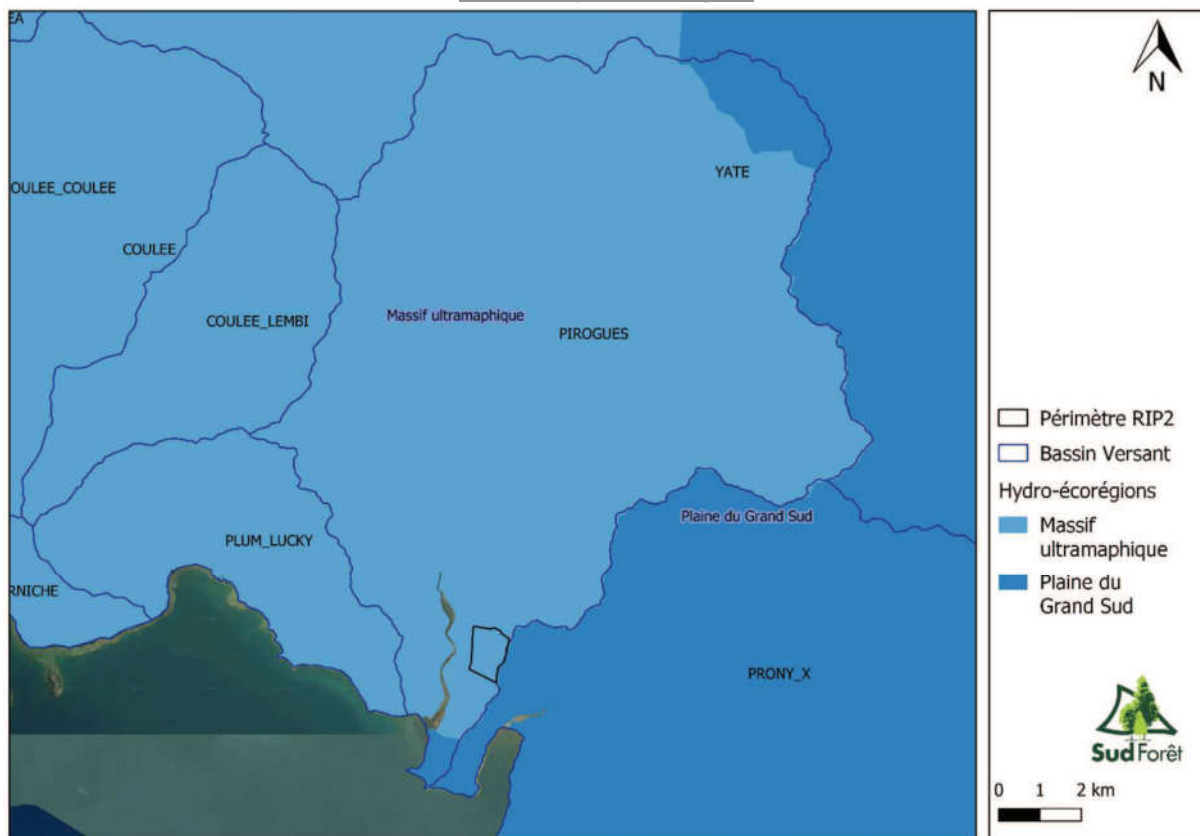 YATE
OULEE_COULEE
COULEE
COULEE_LEMBI
Massif ultramaphique
PIROGUES
Plaine du Grand Sud
PLUM_LUCKY
RNICHE
PRONY_X
N
Périmètre RIP2
Bassin Versant
Hydro-écorégions
Massif
ultramaphique
Plaine du
Grand Sud
Sud Forêt
0 1 2 km